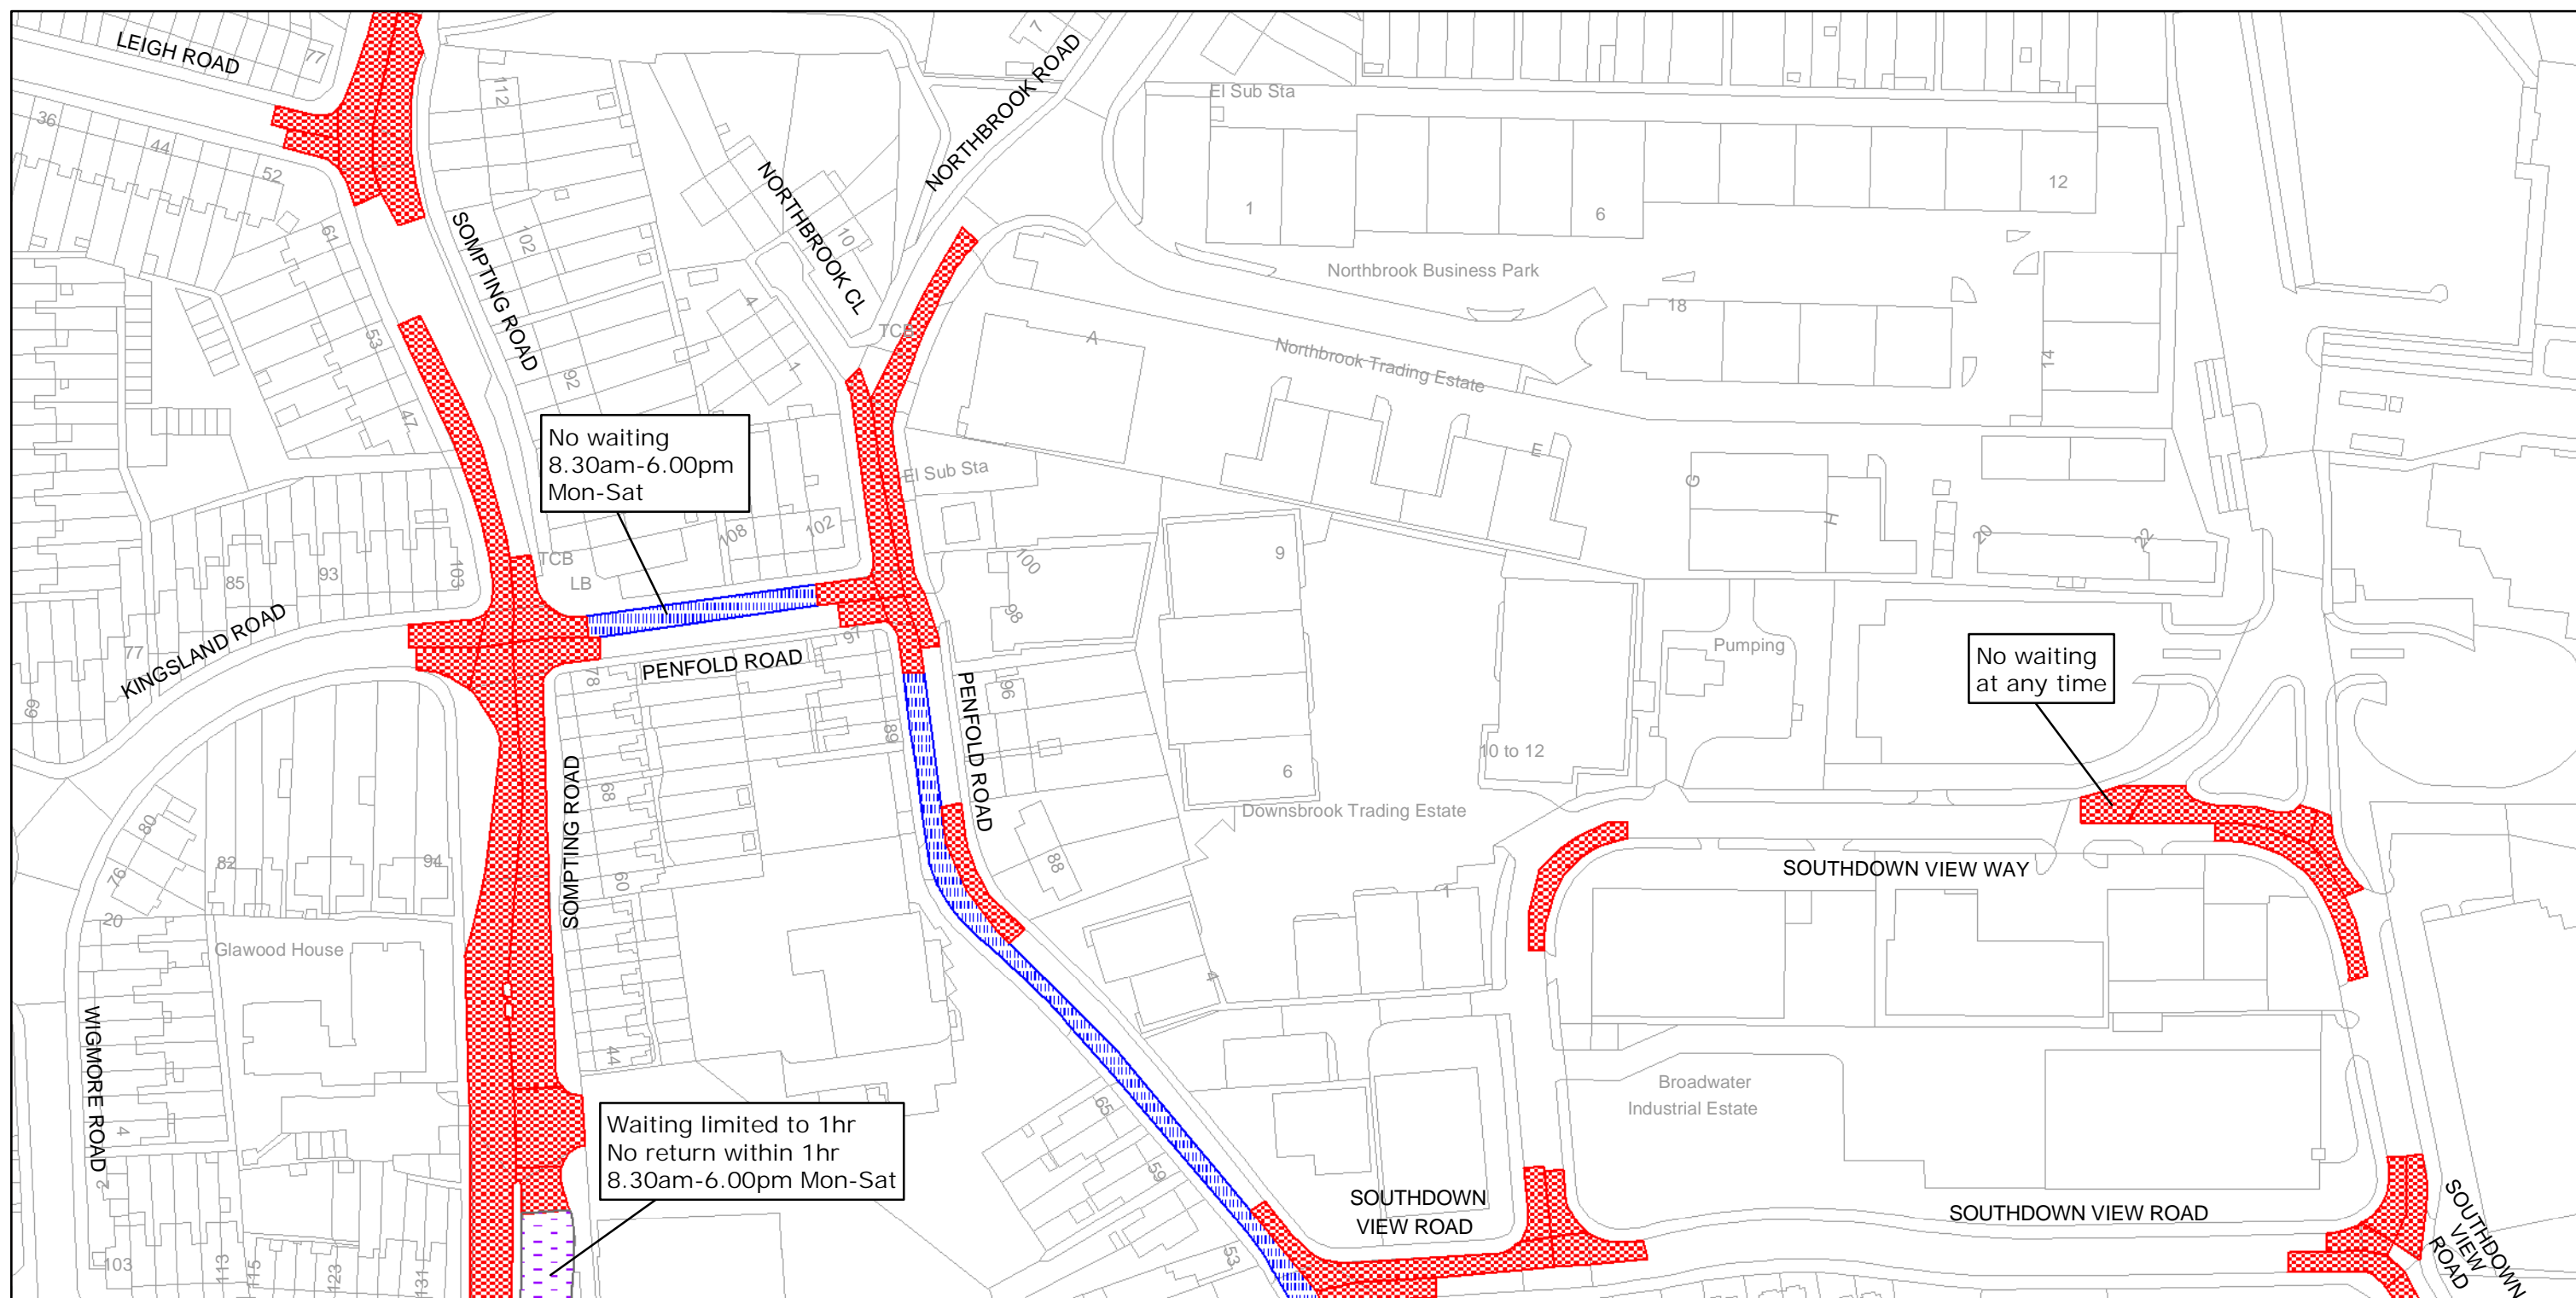 LEIGH ROAD
77
36
44
52
112
102
61
53
47
92
SOMPTING ROAD
NORTHBROOK CL
10
4
1
7
NORTHBROOK ROAD
TCB
El Sub Sta
1
6
12
Northbrook Business Park
18
14
A
Northbrook Trading Estate
E
G
H
20
22
No waiting
8.30am-6.00pm
Mon-Sat
El Sub Sta
108
102
TCB
LB
85
93
103
KINGSLAND ROAD
77
69
97
PENFOLD ROAD
78
68
60
44
89
100
98
96
88
PENFOLD ROAD
9
6
10 to 12
Pumping
No waiting
at any time
Downsbrook Trading Estate
1
4
SOUTHDOWN VIEW WAY
SOMPTING ROAD
80
76
82
94
20
Glawood House
WIGMORE ROAD
4
2
103
113
115
123
131
Waiting limited to 1hr
No return within 1hr
8.30am-6.00pm Mon-Sat
65
59
53
Broadwater
Industrial Estate
SOUTHDOWN
VIEW ROAD
SOUTHDOWN VIEW ROAD
SOUTHDOWN
VIEW
ROAD